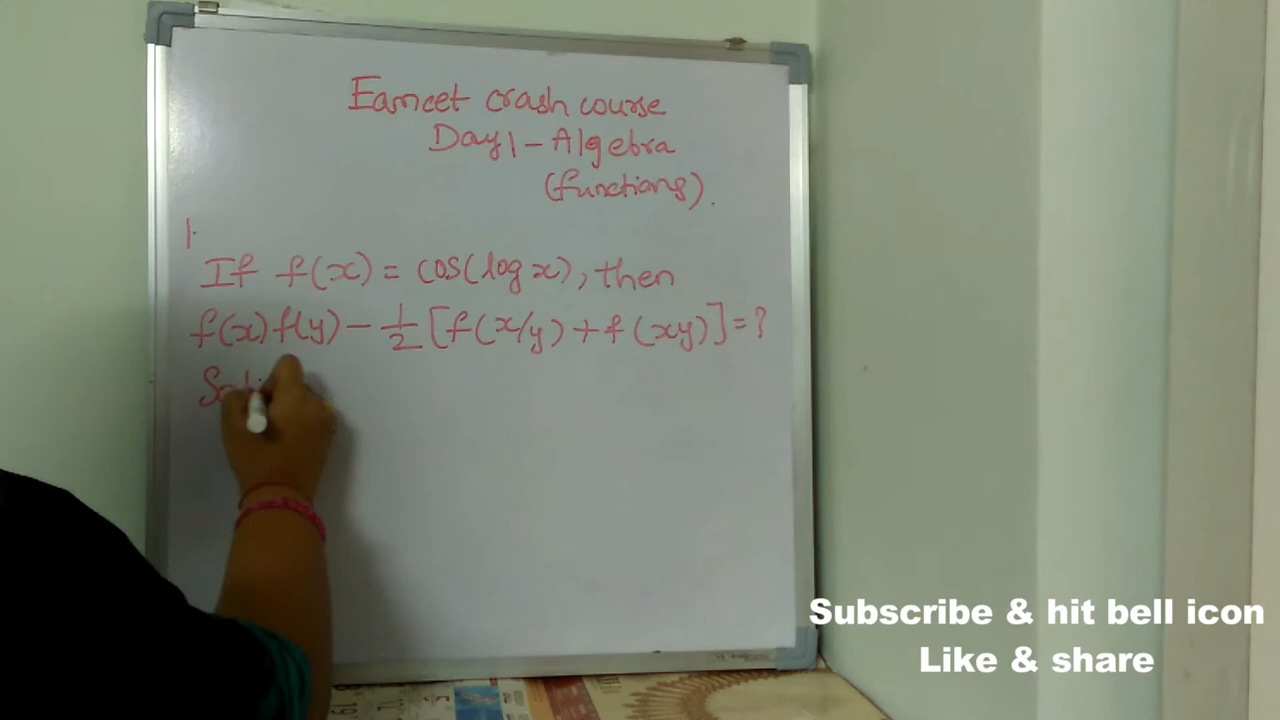 Eamcet crash course
Day 1 - Algebra
(functions).
1.
If f(x) = cos(log x), then
f(x) f(y) - 1/2 [f(x/y) + f(xy)] = ?
Subscribe & hit bell icon
Like & share